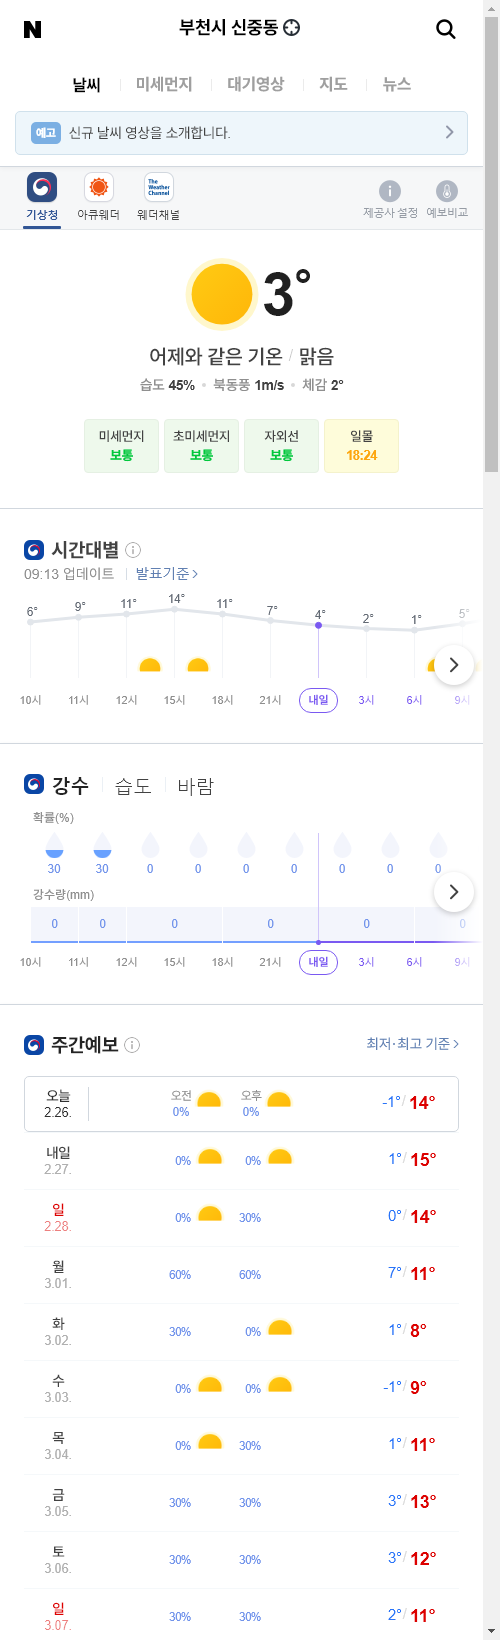 N
부천시 신중동
날씨 미세먼지 대기영상 지도 뉴스
예고 신규 날씨 영상을 소개합니다.
The Weather Channel
기상청 아큐웨더 웨더채널 제공사 설정 예보비교
3°
어제와 같은 기온 / 맑음
습도 45% • 북동풍 1m/s • 체감 2°
미세먼지 초미세먼지 자외선 일몰
보통 보통 보통 18:24
시간대별
09:13 업데이트 발표기준 >
6° 9° 11° 14° 11° 7° 4° 2° 1° 5°
10시 11시 12시 15시 18시 21시 내일 3시 6시 9시
강수 습도 바람
확률(%)
30 30 0 0 0 0 0 0 0
강수량(mm)
0 0 0 0 0 0
10시 11시 12시 15시 18시 21시 내일 3시 6시 9시
주간예보 최저·최고 기준 >
오늘 오전 오후
2.26. 0% 0% -1° / 14°
내일
2.27. 0% 0% 1° / 15°
일
2.28. 0% 30% 0° / 14°
월
3.01. 60% 60% 7° / 11°
화
3.02. 30% 0% 1° / 8°
수
3.03. 0% 0% -1° / 9°
목
3.04. 0% 30% 1° / 11°
금
3.05. 30% 30% 3° / 13°
토
3.06. 30% 30% 3° / 12°
일
3.07. 30% 30% 2° / 11°